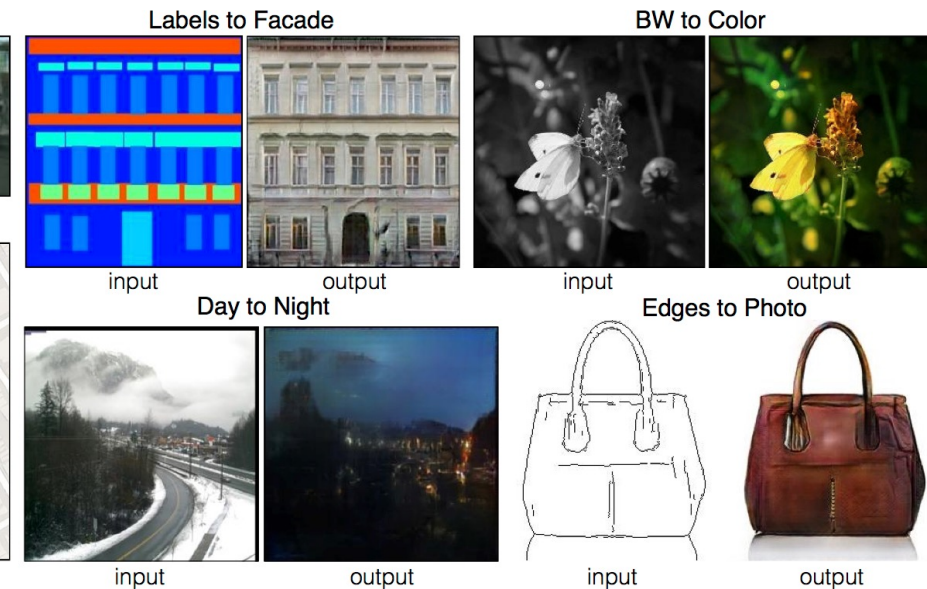 Labels to Facade
BW to Color
input
output
input
output
Day to Night
Edges to Photo
input
output
input
output